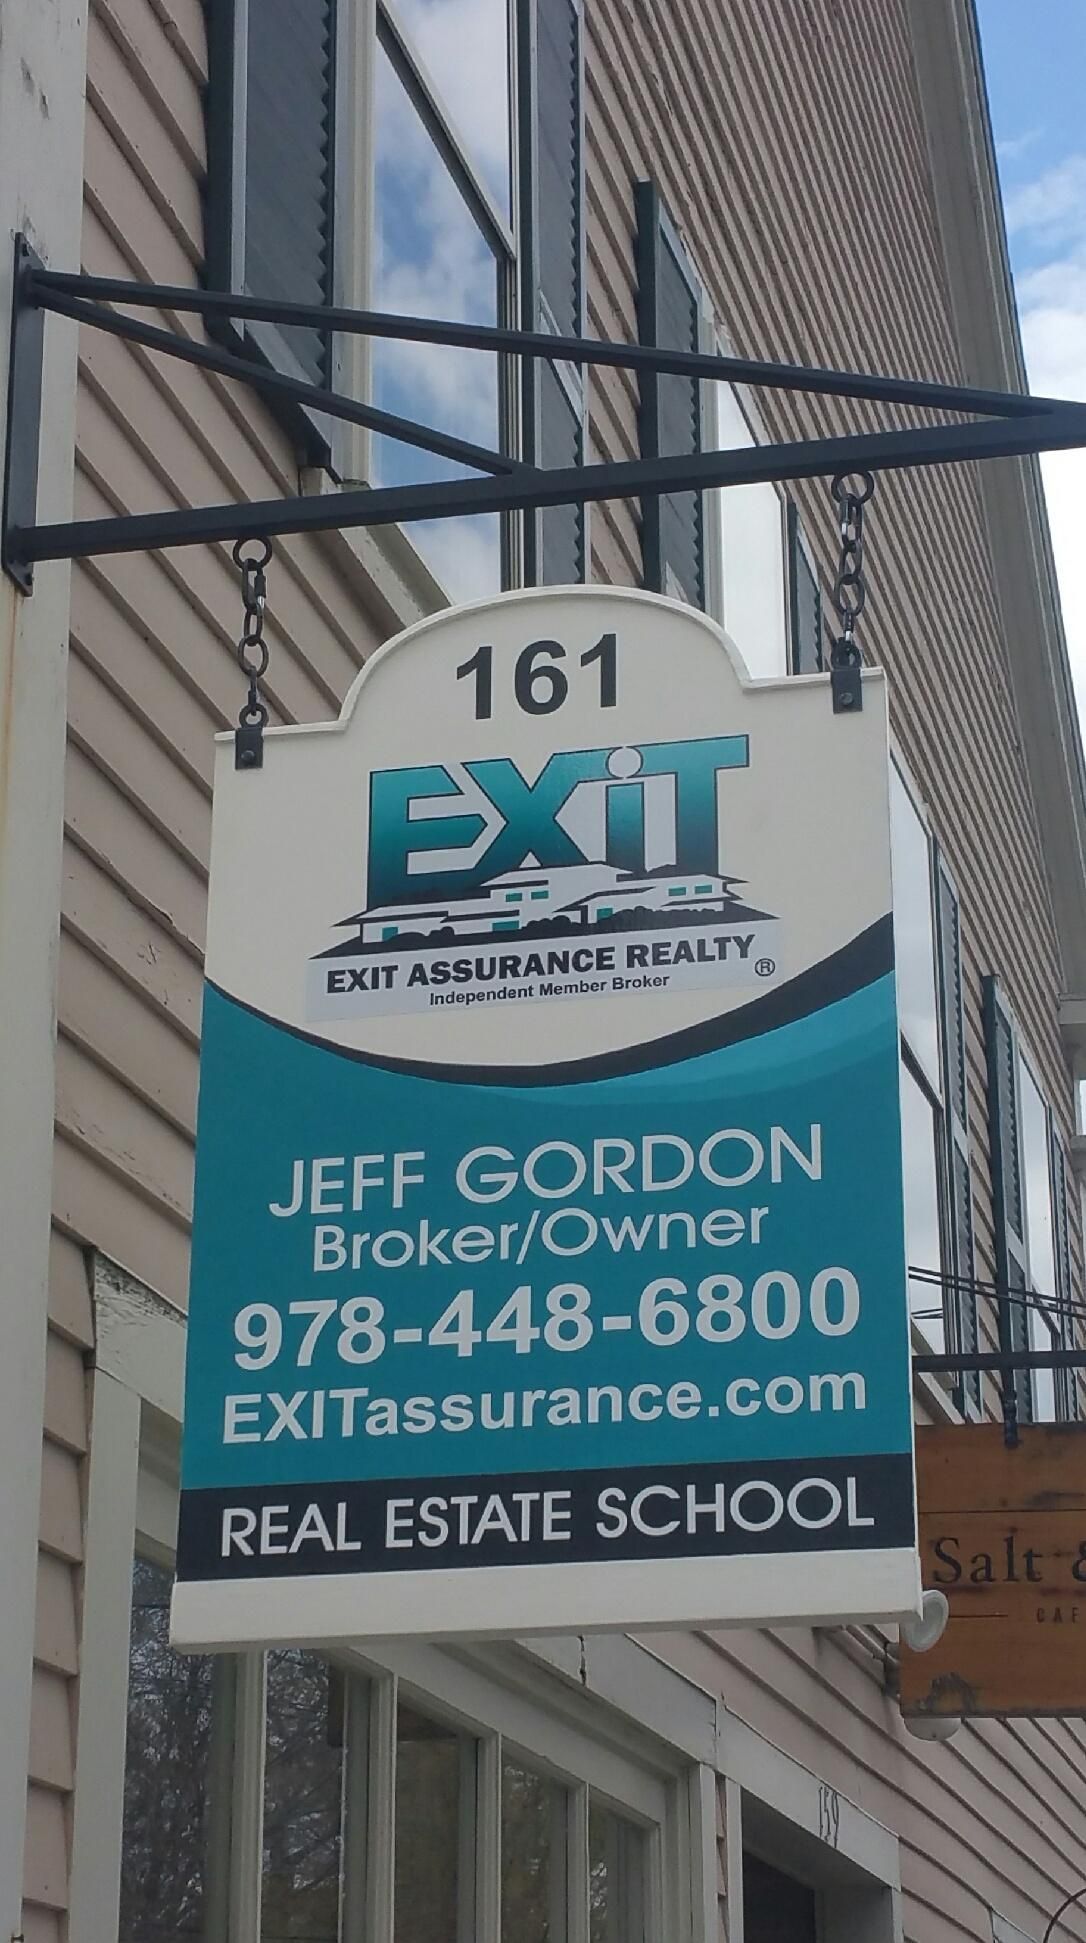 161
EXiT
EXIT ASSURANCE REALTY ®
Independent Member Broker
JEFF GORDON
Broker/Owner
978-448-6800
EXITassurance.com
REAL ESTATE SCHOOL
Salt &
159